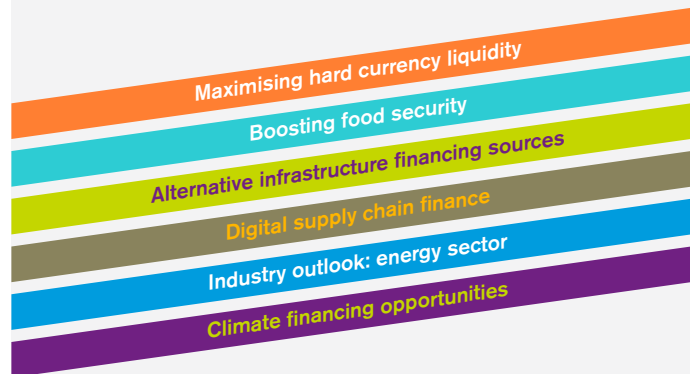 Maximising hard currency liquidity
Boosting food security
Alternative infrastructure financing sources
Digital supply chain finance
Industry outlook: energy sector
Climate financing opportunities